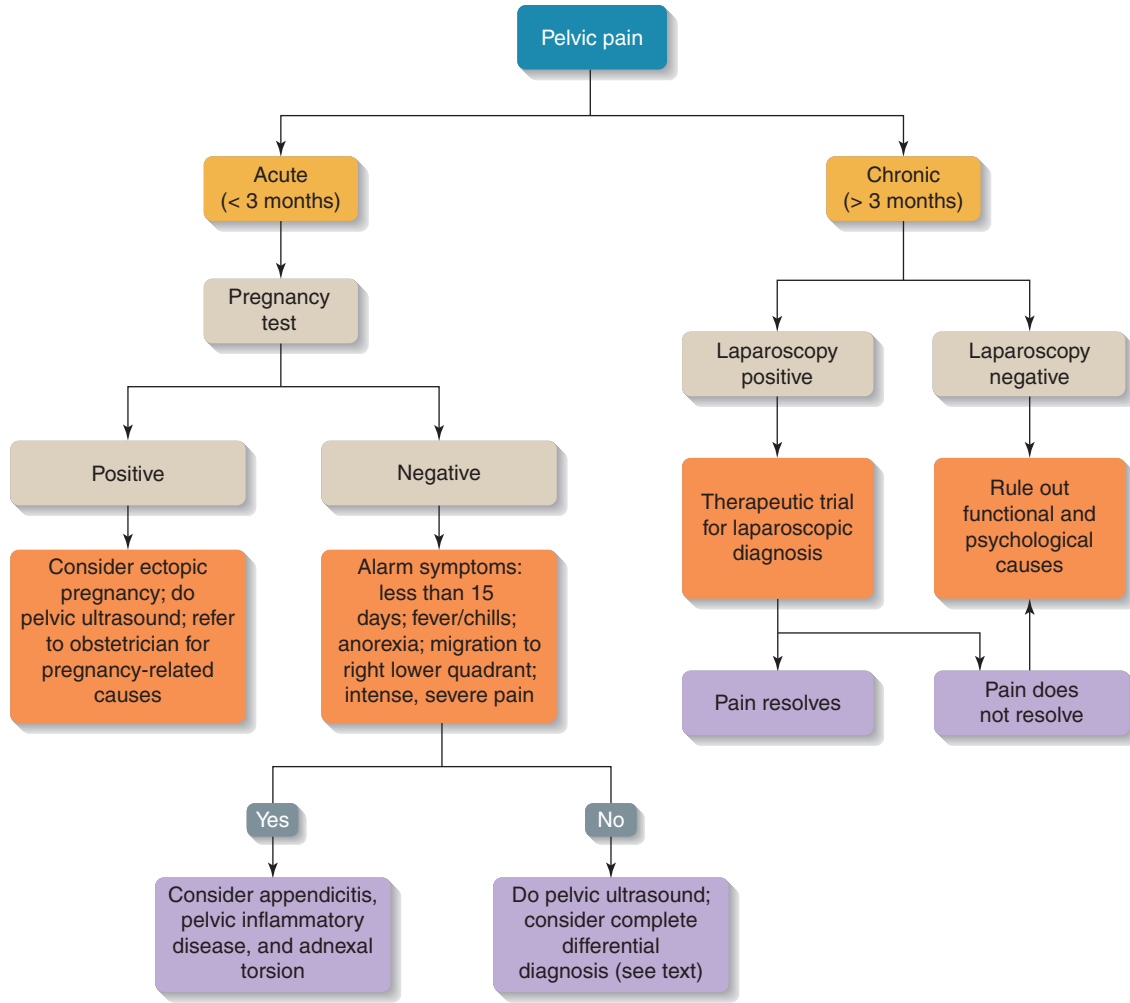 Pelvic pain
Acute
(< 3 months)
Chronic
(> 3 months)
Pregnancy
test
Laparoscopy
positive
Laparoscopy
negative
Positive
Negative
Therapeutic trial
for laparoscopic
diagnosis
Rule out
functional and
psychological
causes
Consider ectopic
pregnancy; do
pelvic ultrasound; refer
to obstetrician for
pregnancy-related
causes
Alarm symptoms:
less than 15
days; fever/chills;
anorexia; migration to
right lower quadrant;
intense, severe pain
Pain resolves
Pain does
not resolve
Yes
No
Consider appendicitis,
pelvic inflammatory
disease, and adnexal
torsion
Do pelvic ultrasound;
consider complete
differential
diagnosis (see text)